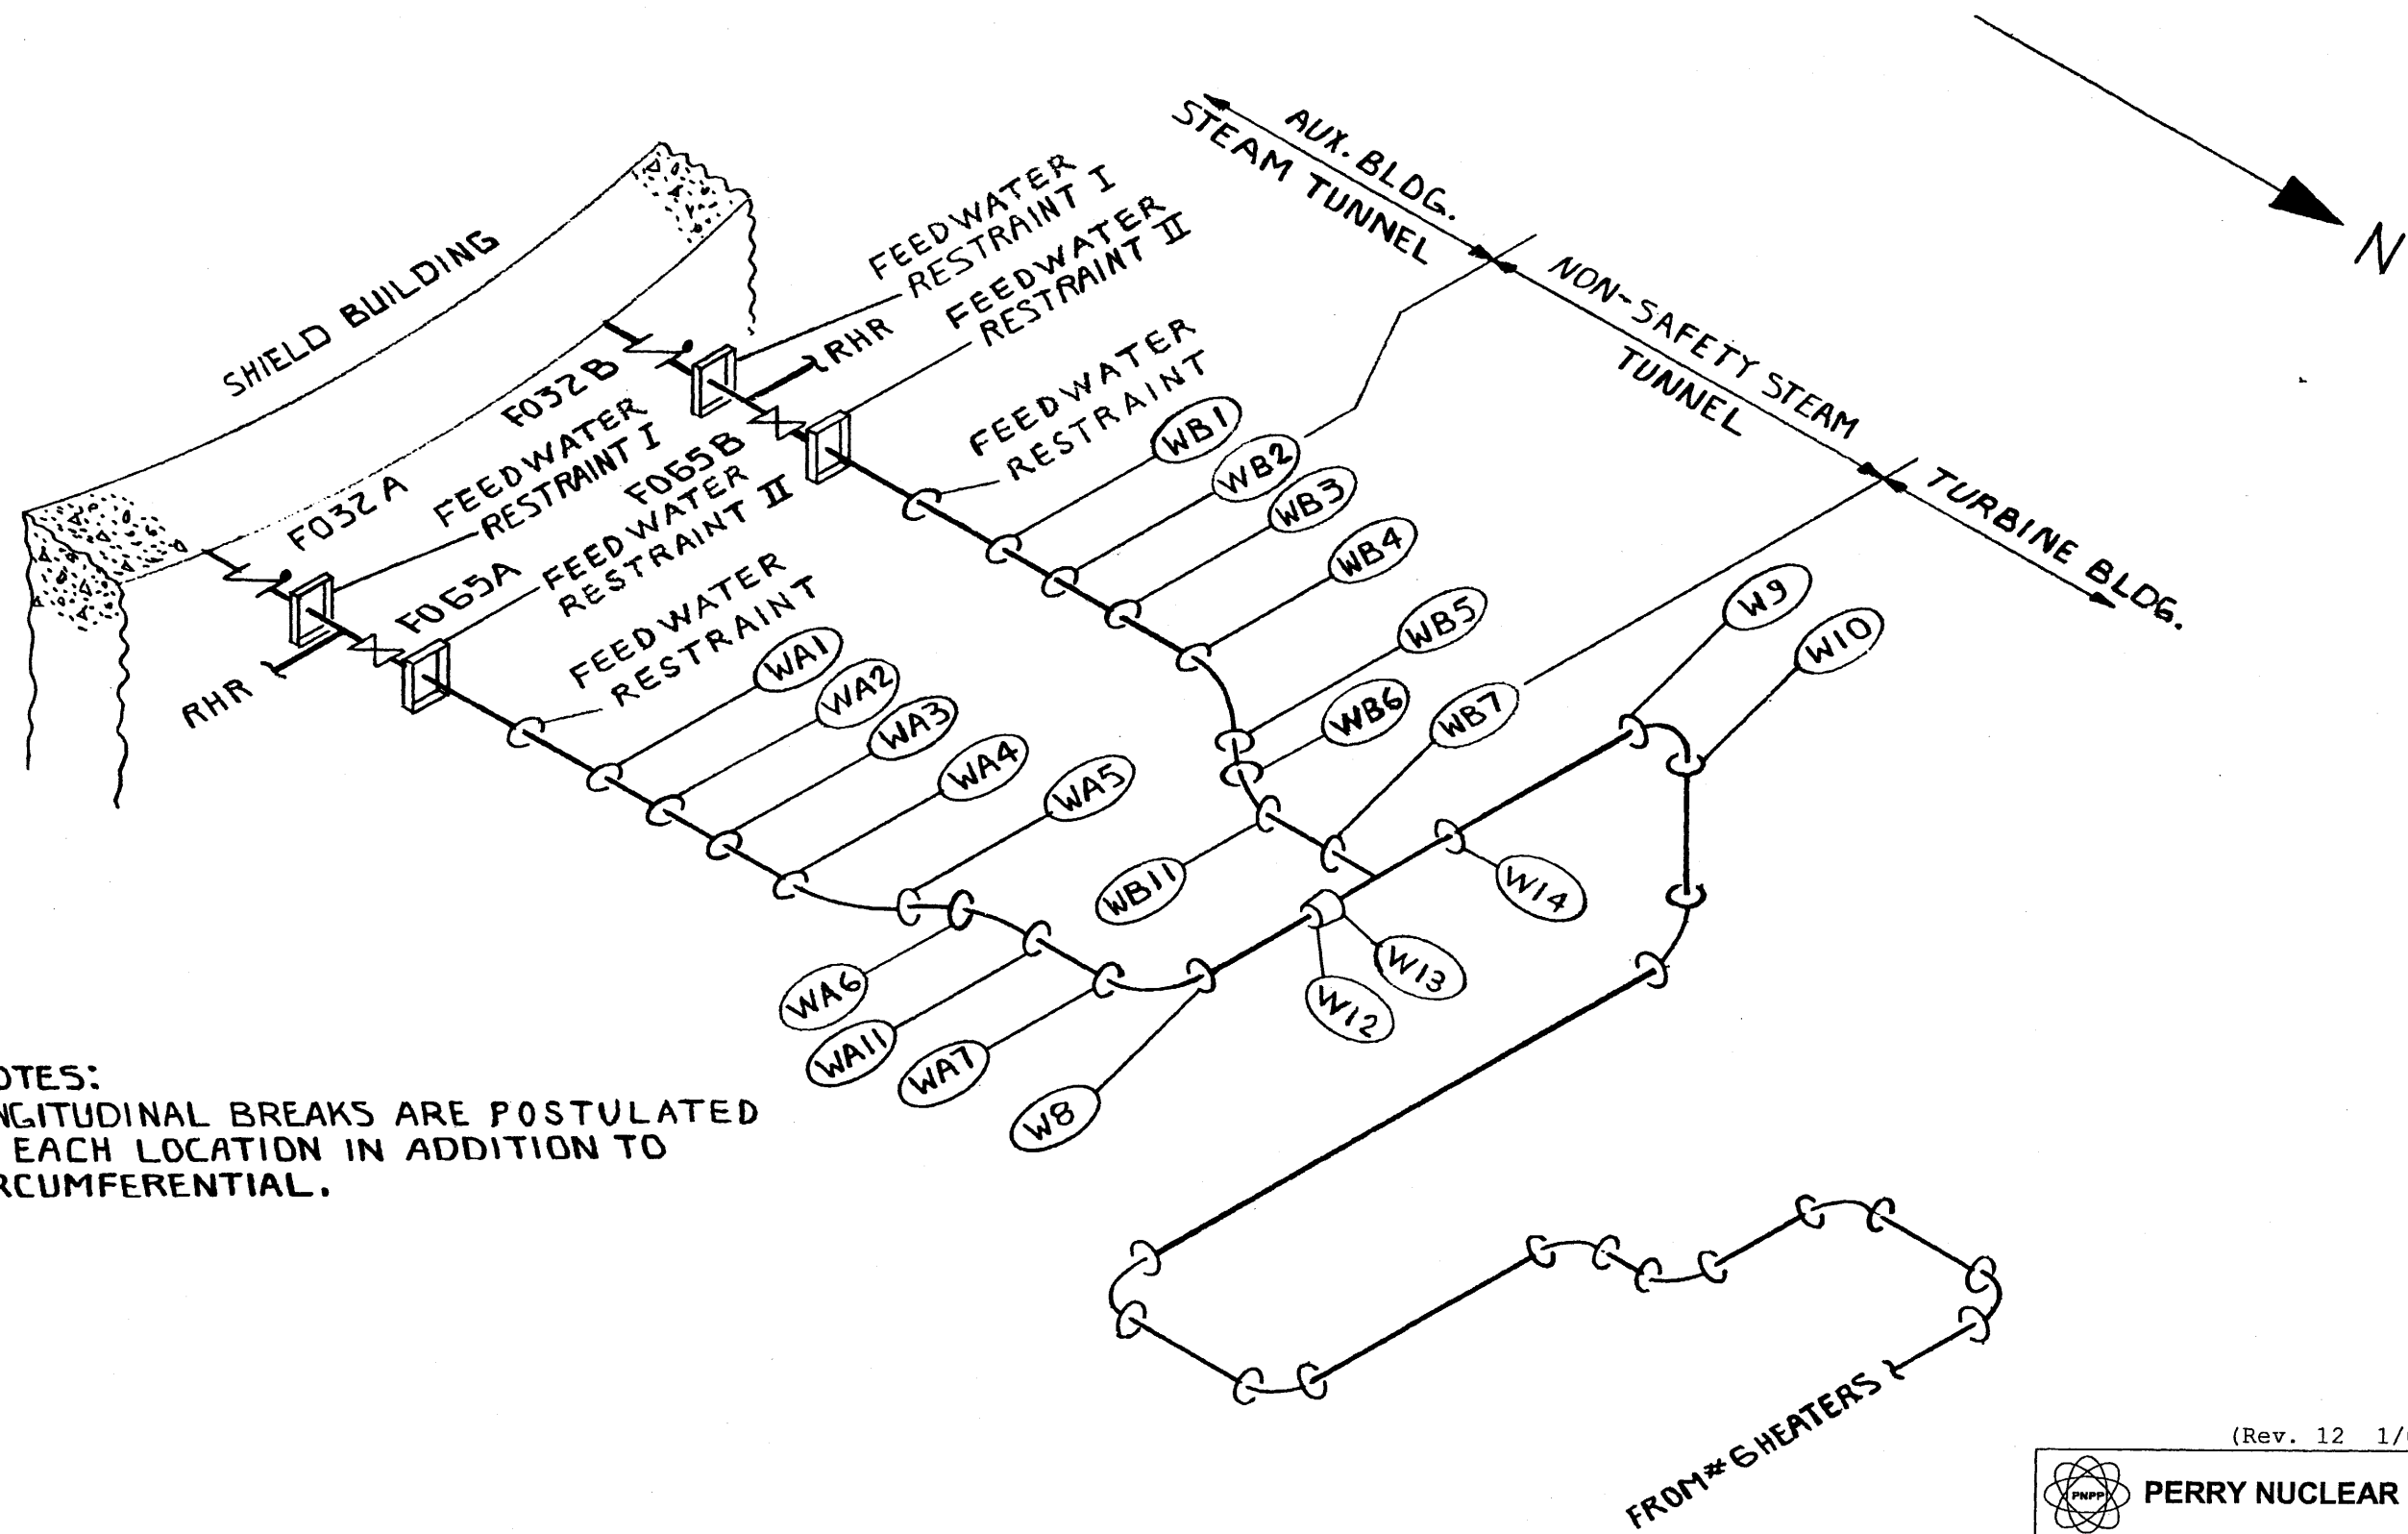 AUX. BLDG.
STEAM TUNNEL
N
FEEDWATER
RESTRAINT I
FEEDWATER
RESTRAINT II
NON-SAFETY STEAM
TUNNEL
SHIELD BUILDING
RHR
FEEDWATER
RESTRAINT
F032B
WB1
WB2
WB3
WB4
TURBINE BLDG.
FEEDWATER
RESTRAINT I
F032A
F065B
FEEDWATER
RESTRAINT II
F065A
FEEDWATER
RESTRAINT
RHR
WA1
WA2
WA3
WA4
WA5
WB5
WB6
WB7
W9
W10
WB11
W14
W13
W12
WA6
WA11
WA7
W8
OTES:
NGITUDINAL BREAKS ARE POSTULATED
EACH LOCATION IN ADDITION TO
RCUMFERENTIAL.
FROM #6 HEATERS
(Rev. 12 1/
PNPP
PERRY NUCLEAR